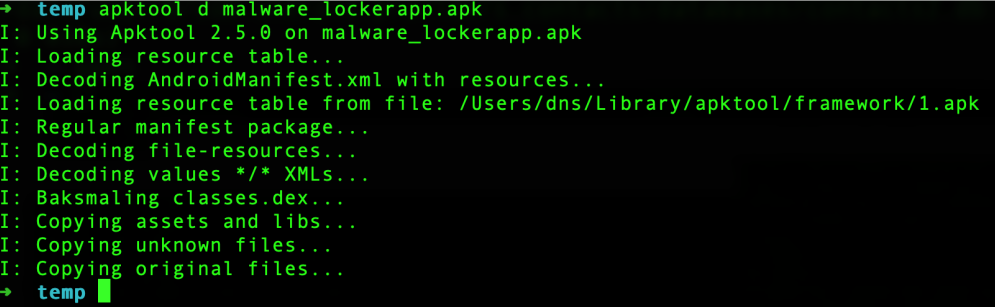 ➜ temp apktool d malware_lockerapp.apk
I: Using Apktool 2.5.0 on malware_lockerapp.apk
I: Loading resource table...
I: Decoding AndroidManifest.xml with resources...
I: Loading resource table from file: /Users/dns/Library/apktool/framework/1.apk
I: Regular manifest package...
I: Decoding file-resources...
I: Decoding values */* XMLs...
I: Baksmaling classes.dex...
I: Copying assets and libs...
I: Copying unknown files...
I: Copying original files...
➜ temp